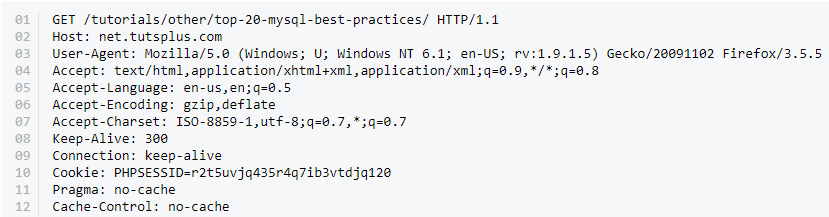 01 GET /tutorials/other/top-20-mysql-best-practices/ HTTP/1.1
02 Host: net.tutsplus.com
03 User-Agent: Mozilla/5.0 (Windows; U; Windows NT 6.1; en-US; rv:1.9.1.5) Gecko/20091102 Firefox/3.5.5
04 Accept: text/html,application/xhtml+xml,application/xml;q=0.9,*/*;q=0.8
05 Accept-Language: en-us,en;q=0.5
06 Accept-Encoding: gzip,deflate
07 Accept-Charset: ISO-8859-1,utf-8;q=0.7,*;q=0.7
08 Keep-Alive: 300
09 Connection: keep-alive
10 Cookie: PHPSESSID=r2t5uvjq435r4q7ib3vtdjq120
11 Pragma: no-cache
12 Cache-Control: no-cache